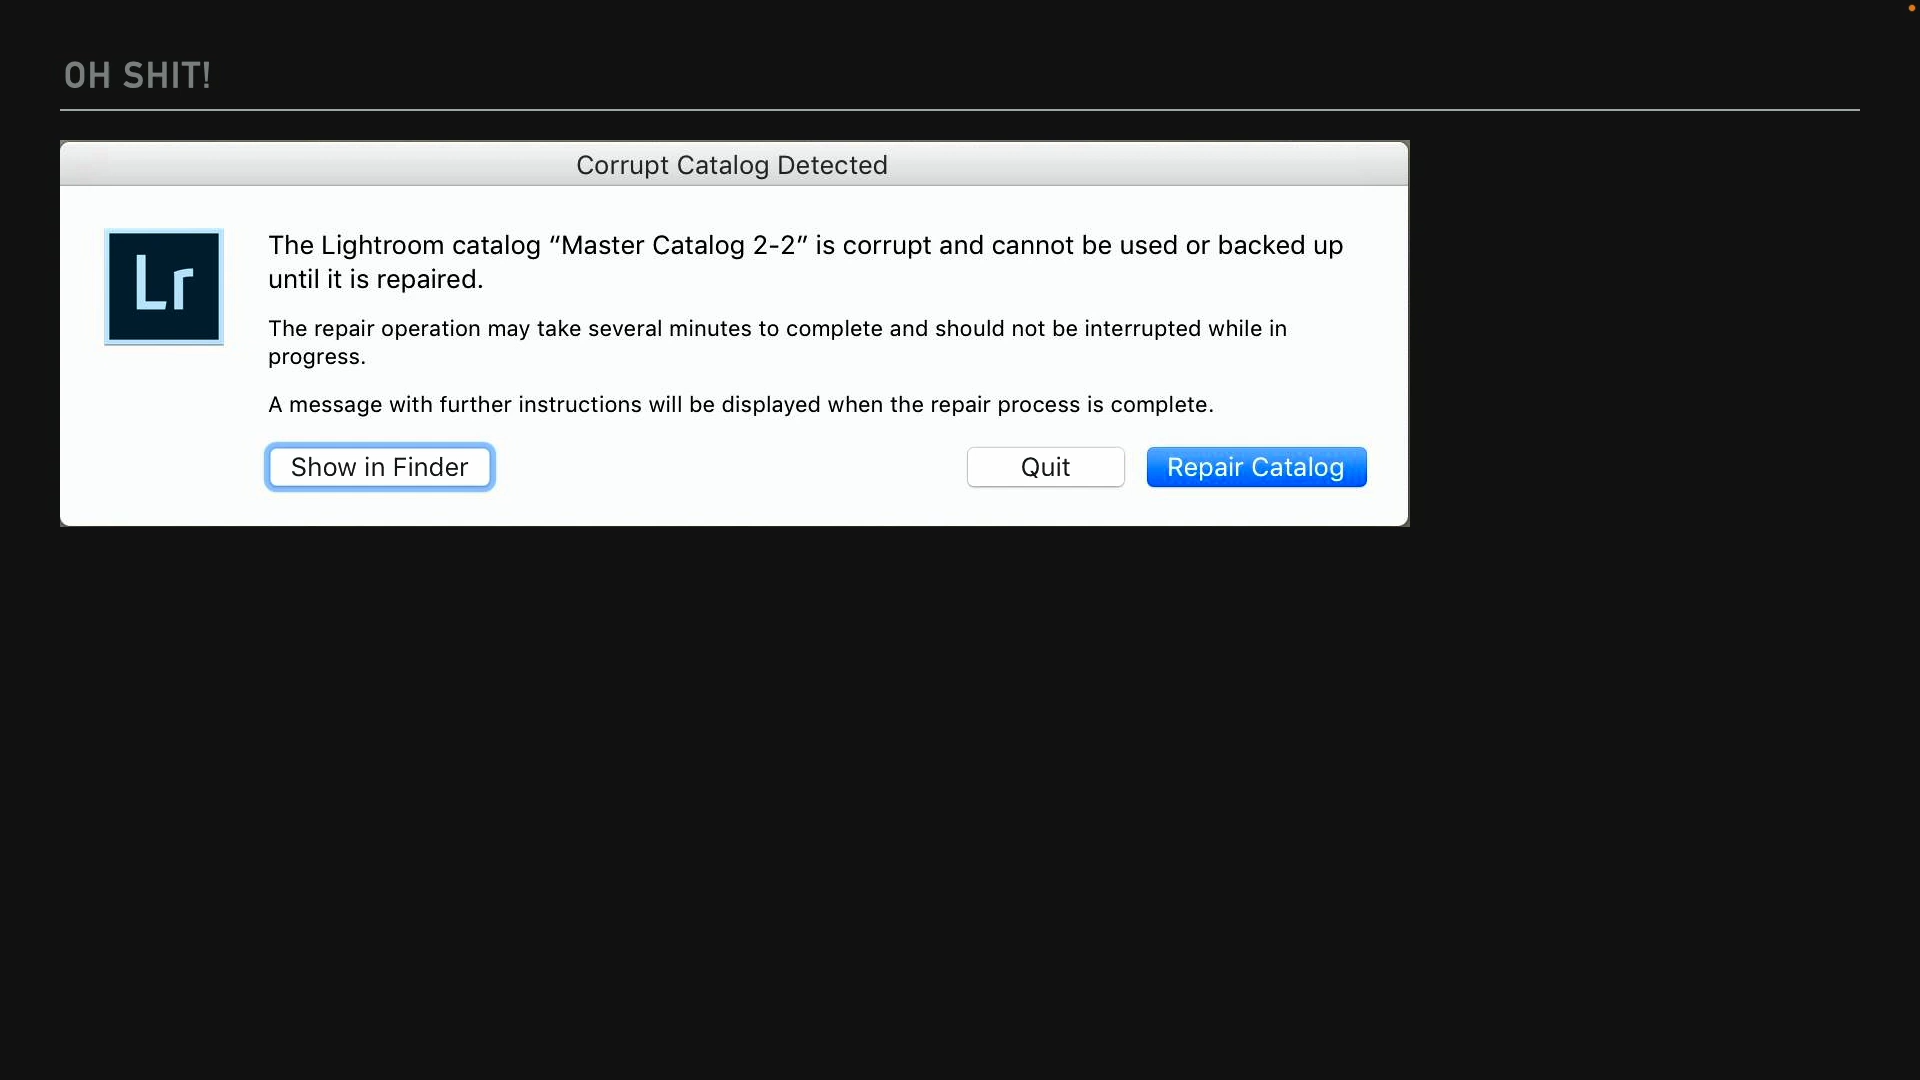 OH SHIT!
Corrupt Catalog Detected
Lr
The Lightroom catalog “Master Catalog 2-2” is corrupt and cannot be used or backed up
until it is repaired.
The repair operation may take several minutes to complete and should not be interrupted while in
progress.
A message with further instructions will be displayed when the repair process is complete.
Show in Finder
Quit
Repair Catalog